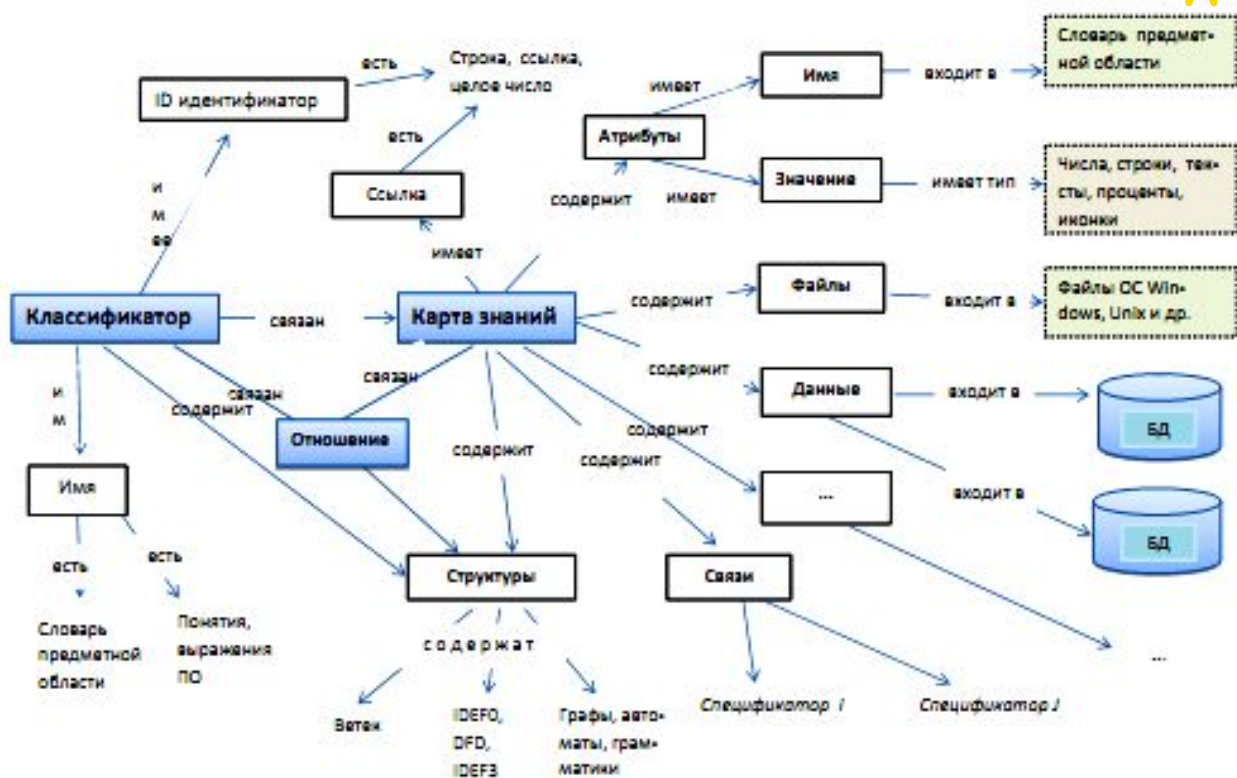 Словарь предмет-
ной области
есть
Строка, ссылка,
целое число
Имя
входит в
ID идентификатор
имеет
есть
Атрибуты
Числа, строки, тек-
сты, проценты,
иконки
Ссылка
содержит
имеет
Значение
имеет тип
и
м
ее
имеет
Файлы
содержит
входит в
Файлы ОС Win-
dows, Unix и др.
Классификатор
связан
Карта знаний
содержит
Данные
входит в
БД
и
м
связан
связан
содержит
Отношение
содержит
содержит
содержит
...
входит в
БД
Имя
есть
есть
Структуры
Связи
Словарь
предметной
области
Понятия,
выражения
ПО
содержат
...
Ветек
IDEF0,
DFD,
IDEF3
Графы, авто-
маты, грам-
матики
Спецификатор i
Спецификатор J